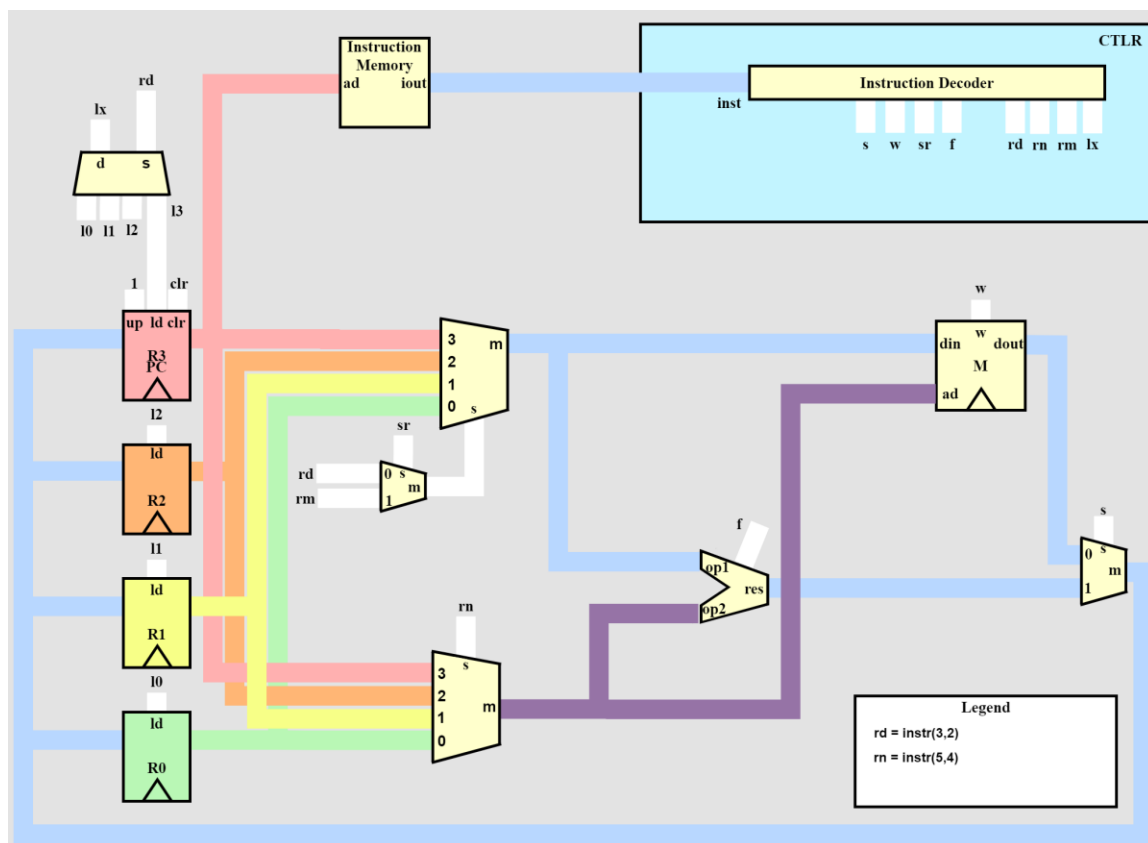 CTLR
Instruction
Memory
ad iout
Instruction Decoder
inst
s w sr f rd rn rm lx
rd
lx
d s
l3
l0 l1 l2
1 clr
up ld clr
R3
PC
l2
ld
R2
l1
ld
R1
l0
ld
R0
3 m
2
1
0 s
sr
rd 0 s
m
rm 1
rn
s
3
2
m
1
0
w
w
din dout
M
ad
f
op1
res
op2
s
0 s
m
1
Legend
rd = instr(3,2)
rn = instr(5,4)